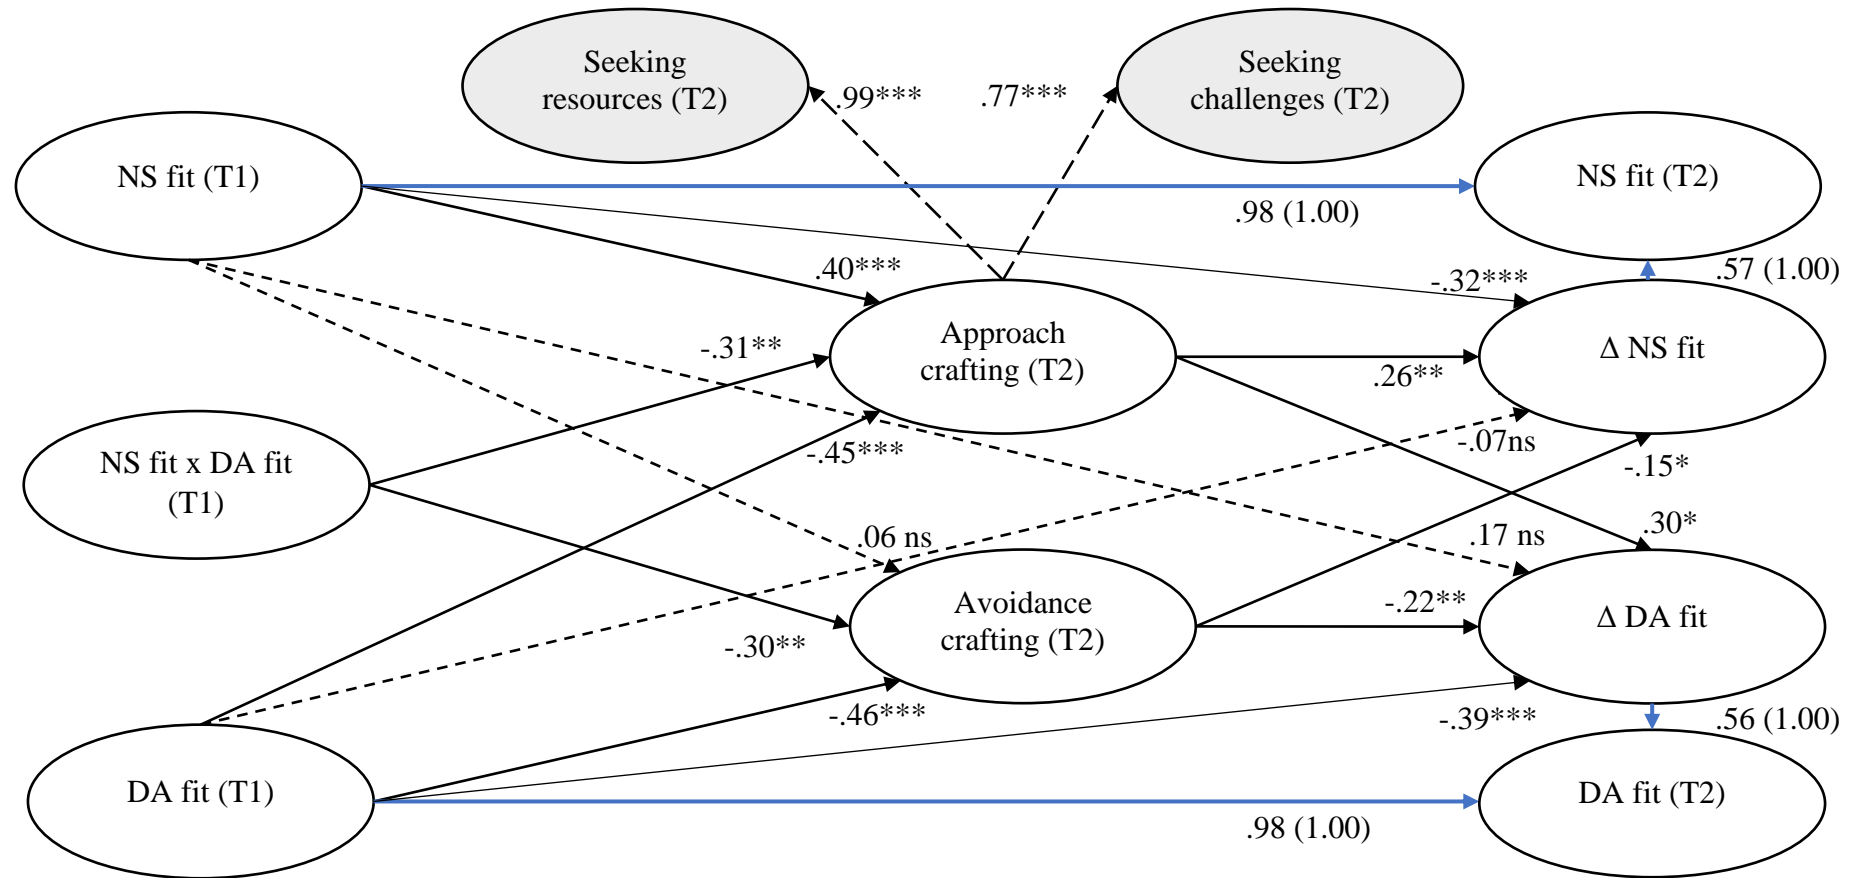 Seeking
resources (T2)
Seeking
challenges (T2)
.99***
.77***
NS fit (T1)
NS fit (T2)
.98 (1.00)
.40***
-.32***
.57 (1.00)
Approach
crafting (T2)
Δ NS fit
-.31**
.26**
-.45***
-.07ns
-.15*
NS fit x DA fit
(T1)
.06 ns
.17 ns
.30*
Avoidance
crafting (T2)
-.22**
Δ DA fit
-.30**
-.46***
-.39***
.56 (1.00)
DA fit (T1)
DA fit (T2)
.98 (1.00)